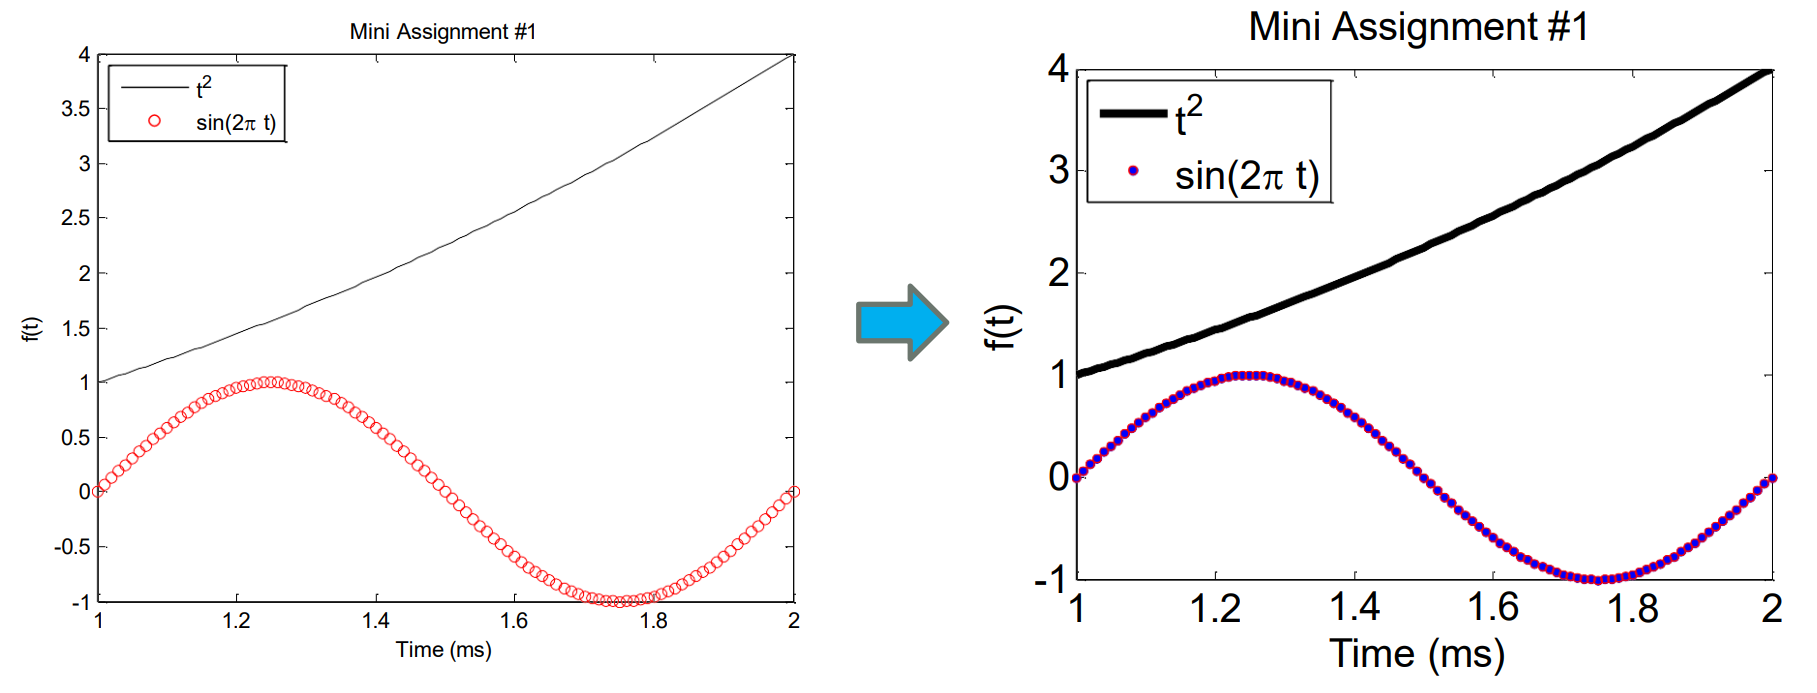 Mini Assignment #1
4
3.5
3
2.5
2
1.5
1
0.5
0
-0.5
-1
t²
sin(2π t)
f(t)
1 1.2 1.4 1.6 1.8 2
Time (ms)
Mini Assignment #1
4
3
2
1
0
-1
t²
sin(2π t)
f(t)
1 1.2 1.4 1.6 1.8 2
Time (ms)